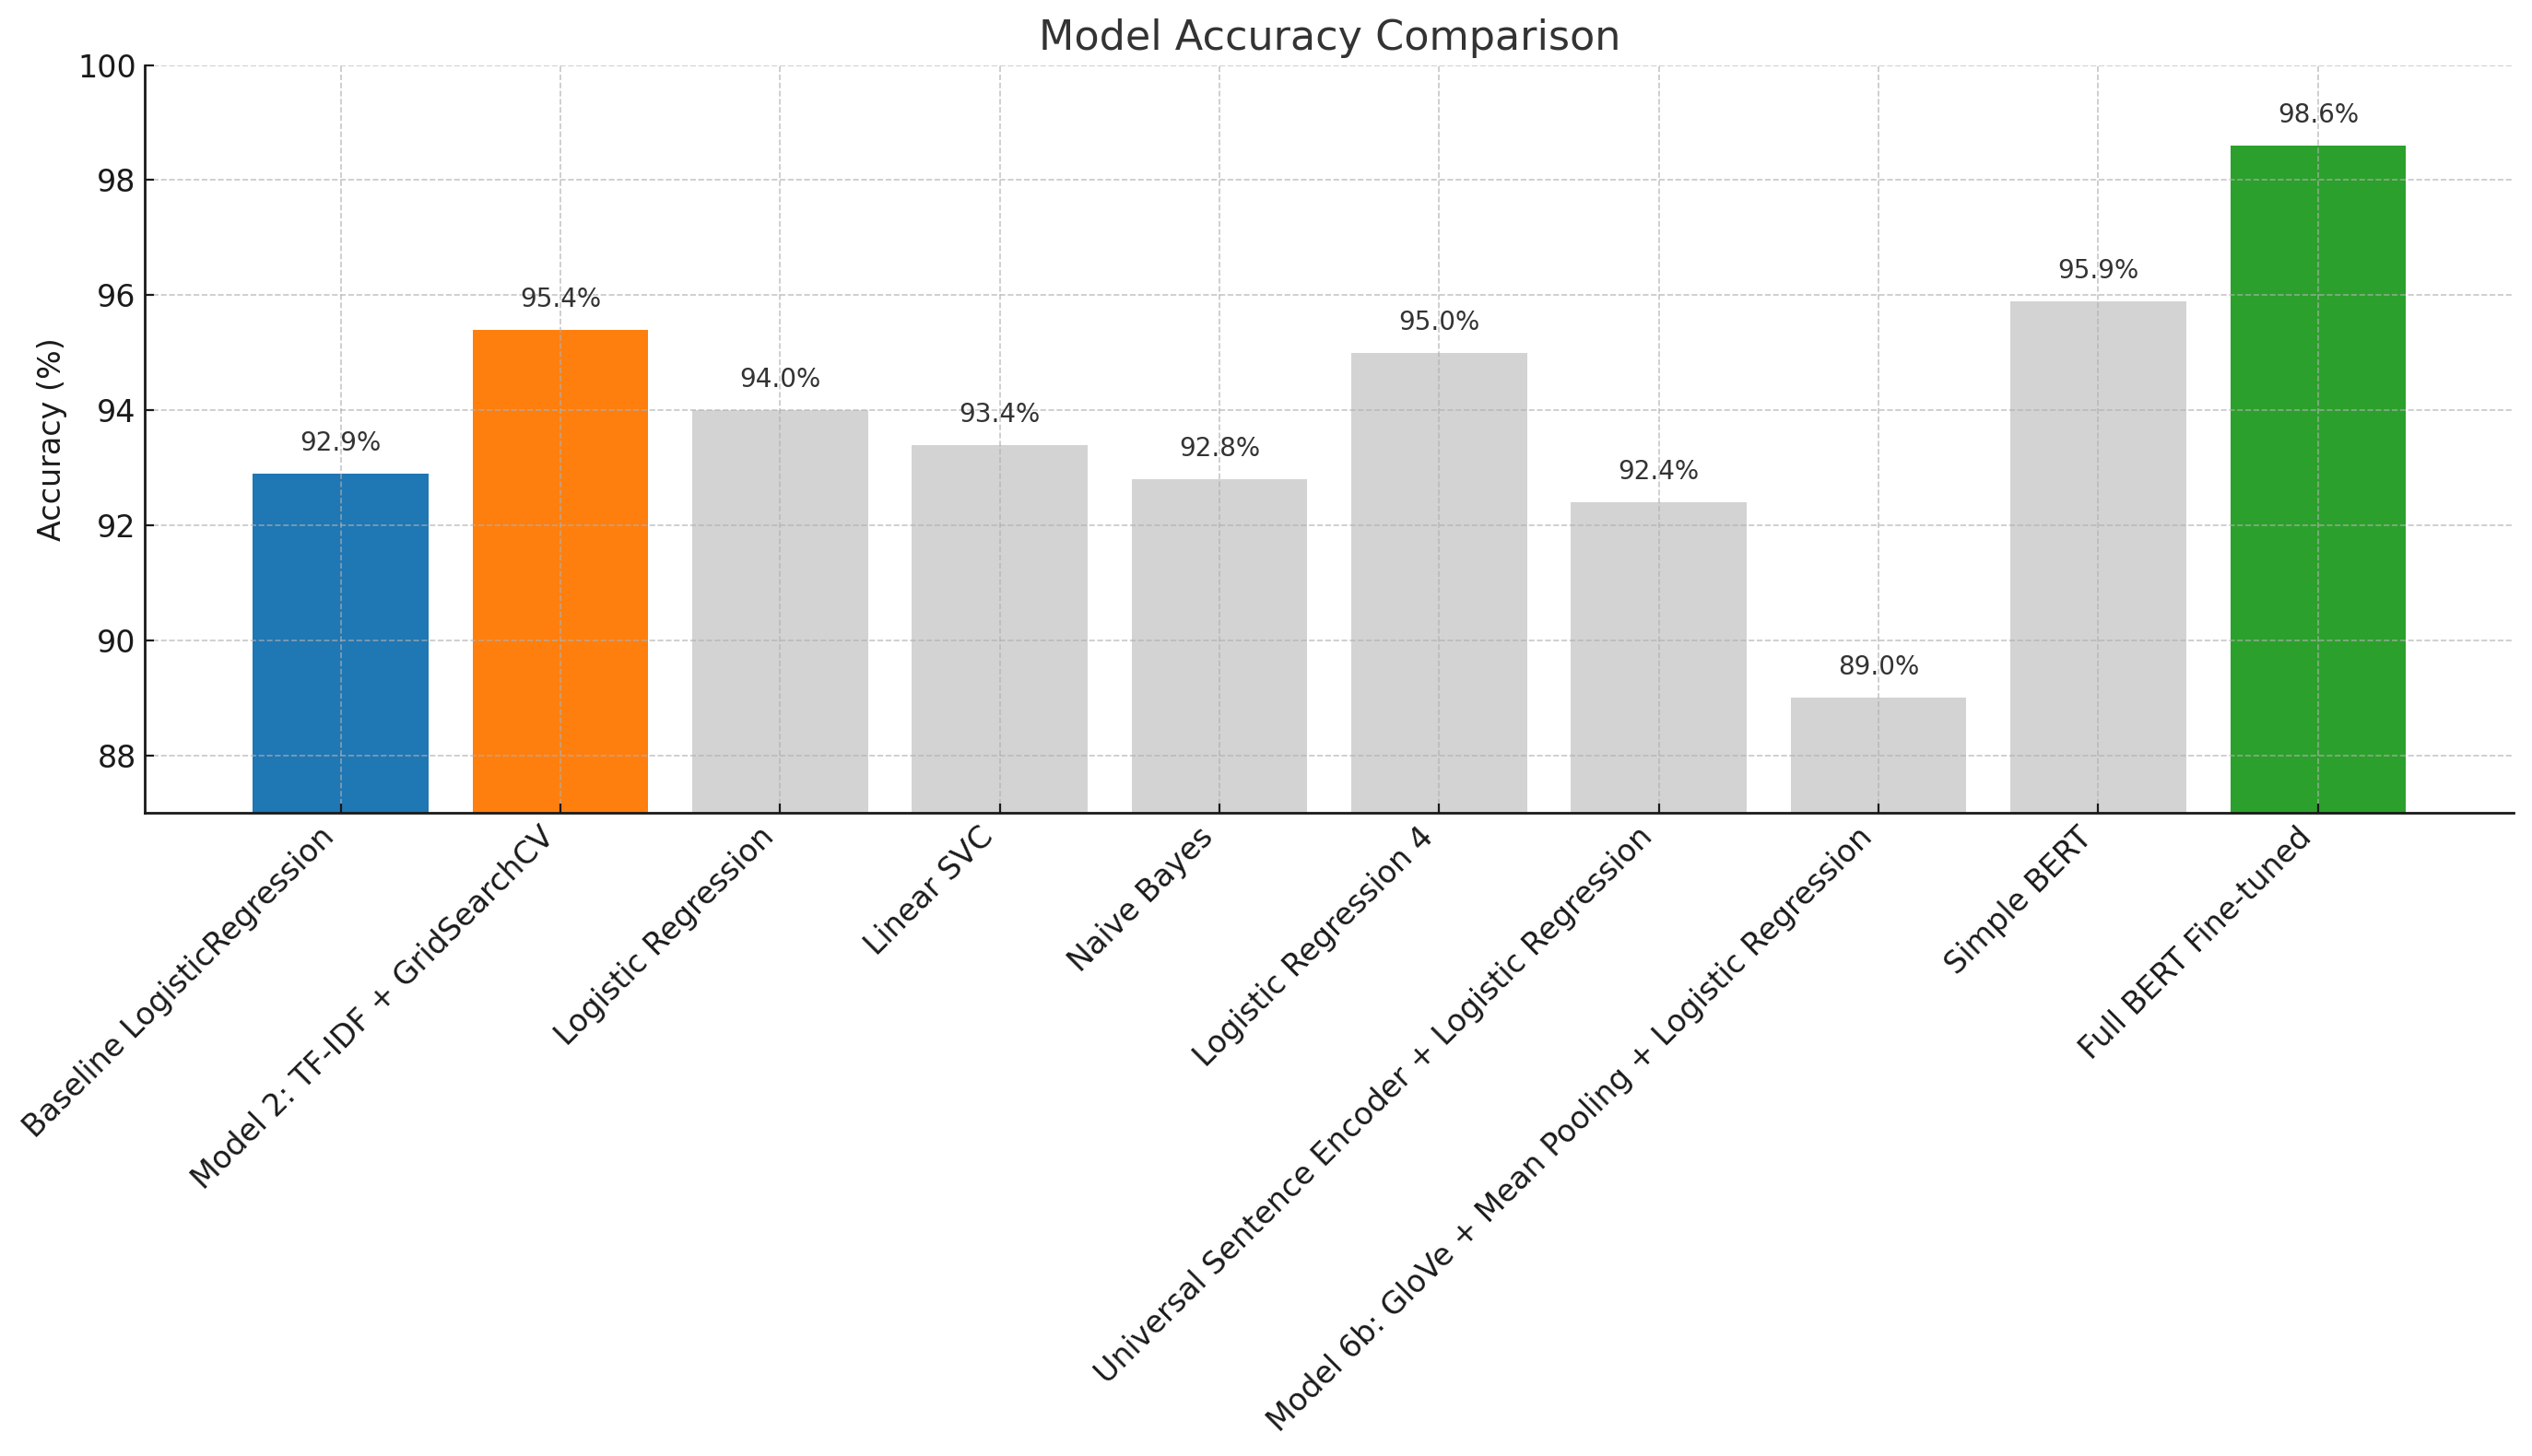 Model Accuracy Comparison
Accuracy (%)
100
98
96
94
92
90
88
92.9%
95.4%
94.0%
93.4%
92.8%
95.0%
92.4%
89.0%
95.9%
98.6%
Baseline LogisticRegression
Model 2: TF-IDF + GridSearchCV
Logistic Regression
Linear SVC
Naive Bayes
Logistic Regression 4
Universal Sentence Encoder + Logistic Regression
Model 6b: GloVe + Mean Pooling + Logistic Regression
Simple BERT
Full BERT Fine-tuned